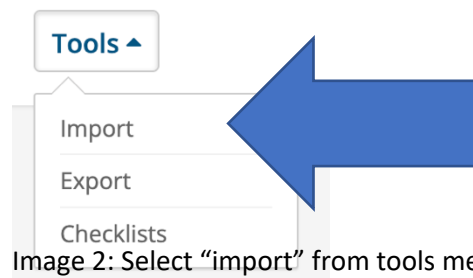 Tools
Import
Export
Checklists
Image 2: Select “import” from tools me